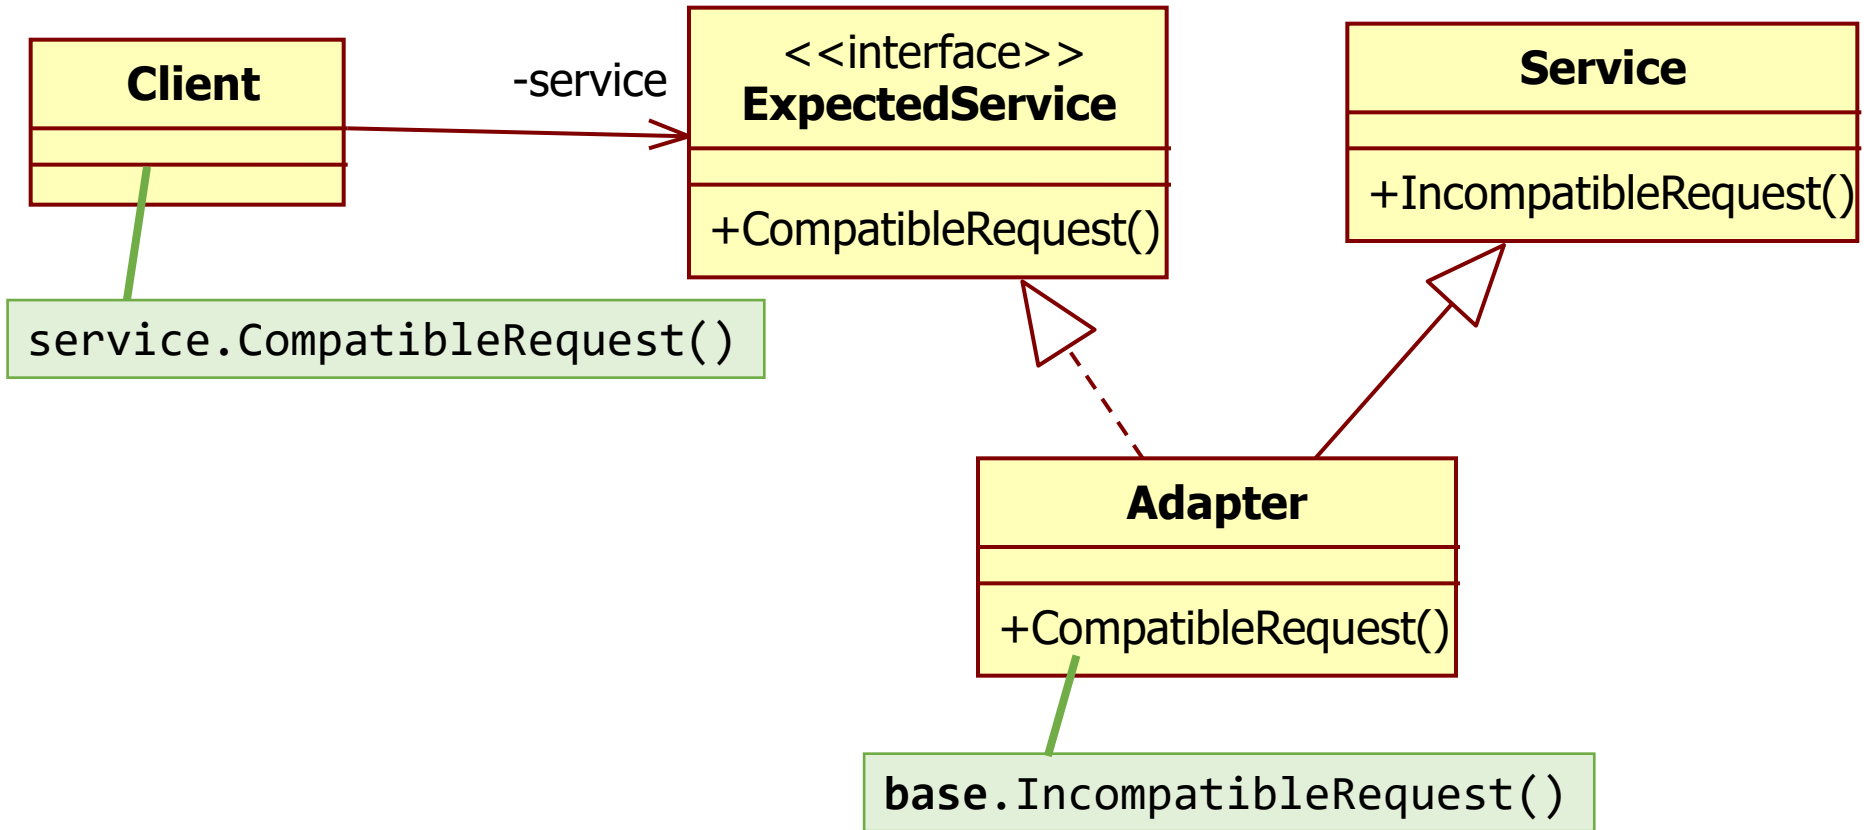 Client
-service
<<interface>>
ExpectedService
+CompatibleRequest()
Service
+IncompatibleRequest()
service.CompatibleRequest()
Adapter
+CompatibleRequest()
base.IncompatibleRequest()